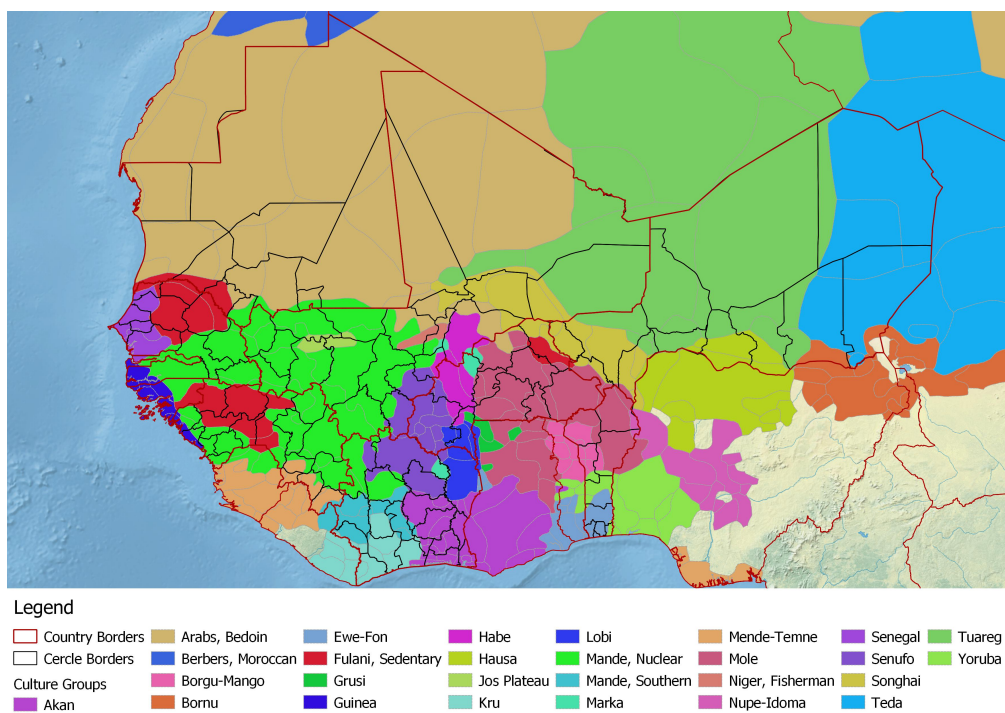 Legend
Country Borders
Cercle Borders
Culture Groups
Akan
Arabs, Bedoin
Berbers, Moroccan
Borgu-Mango
Bornu
Ewe-Fon
Fulani, Sedentary
Grusi
Guinea
Habe
Hausa
Jos Plateau
Kru
Lobi
Mande, Nuclear
Mande, Southern
Marka
Mende-Temne
Mole
Niger, Fisherman
Nupe-Idoma
Senegal
Senufo
Songhai
Teda
Tuareg
Yoruba